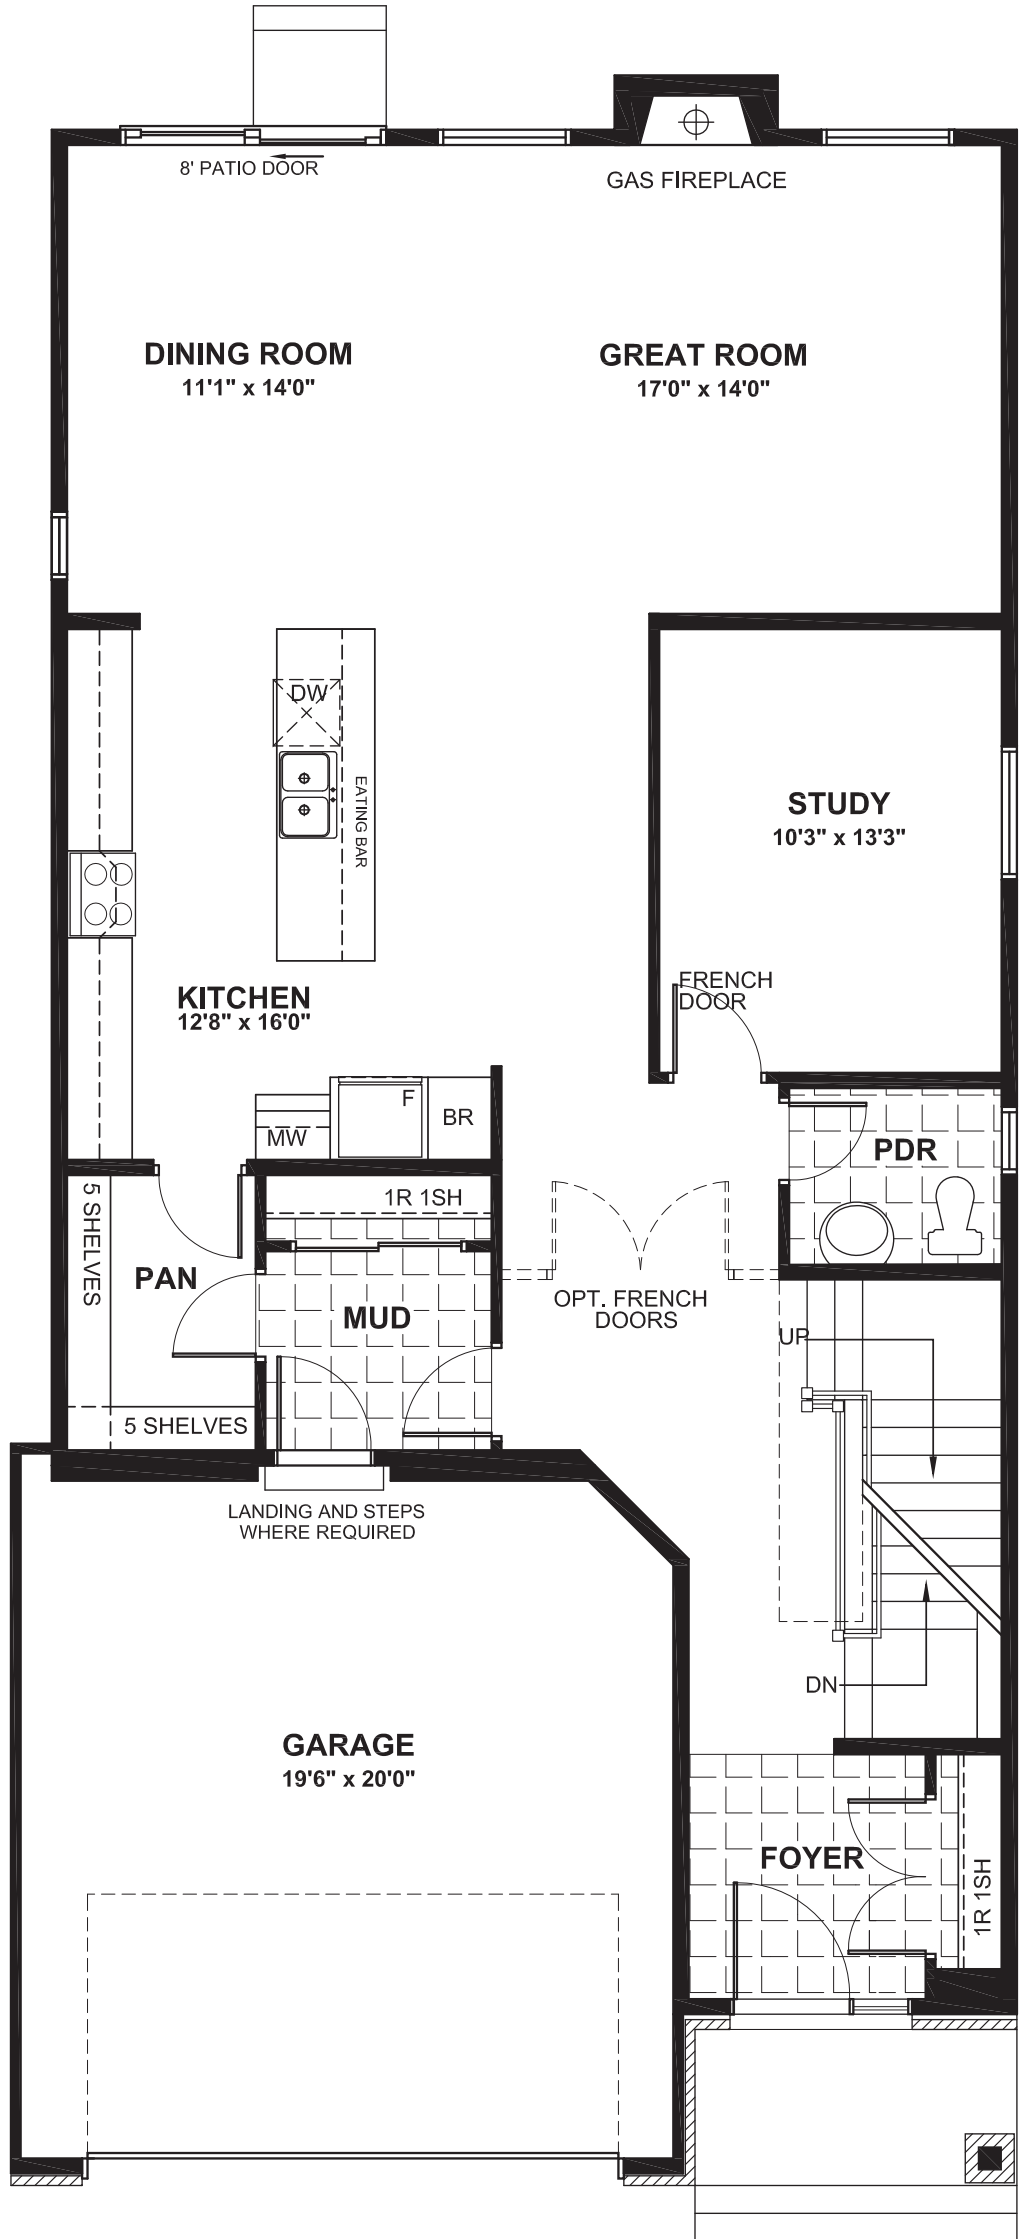 8' PATIO DOOR
GAS FIREPLACE
DINING ROOM
11'1" x 14'0"
GREAT ROOM
17'0" x 14'0"
DW
EATING BAR
STUDY
10'3" x 13'3"
KITCHEN
12'8" x 16'0"
FRENCH
DOOR
F
BR
MW
PDR
5 SHELVES
1R 1SH
PAN
MUD
OPT. FRENCH
DOORS
UP
5 SHELVES
LANDING AND STEPS
WHERE REQUIRED
DN
GARAGE
19'6" x 20'0"
FOYER
1R 1SH